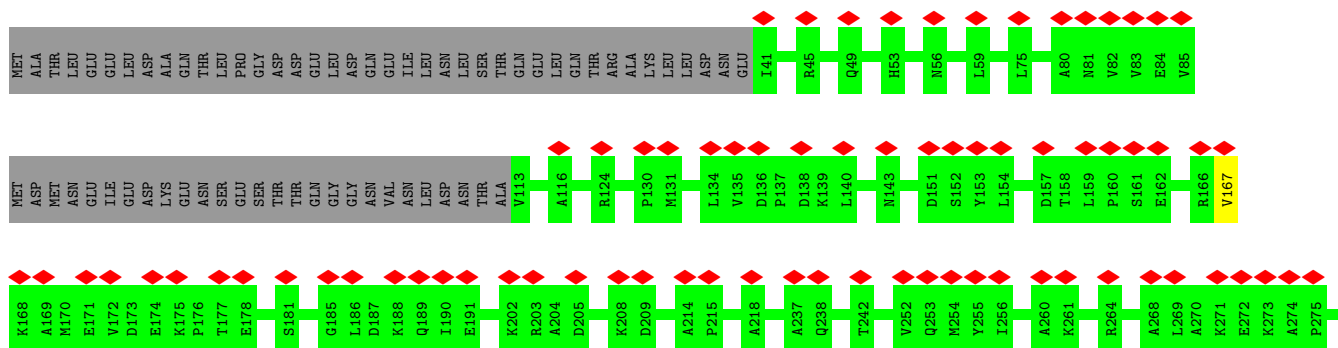 MET ALA THR LEU GLU GLU LEU ASP ALA GLN THR LEU PRO GLY ASP ASP GLU LEU ASP GLN GLU ILE LEU ASN LEU SER THR THR GLN GLU LEU GLN THR ARG ALA LYS LEU LEU ASP ASN GLU I41 R45 Q49 H53 N56 L59 L75 A80 N81 V82 V83 E84 V85
MET ASP MET ASN GLU ILE GLU ASP LYS GLU ASN SER GLU SER THR THR GLN GLY GLY ASN VAL ASN LEU ASP ASN THR ALA V113 A116 R124 P130 M131 L134 V135 D136 P137 D138 K139 L140 N143 D151 S152 Y153 L154 D157 T158 L159 P160 S161 E162 R166 V167
K168 A169 M170 E171 V172 D173 E174 K175 P176 T177 E178 S181 G185 L186 D187 K188 Q189 I190 E191 K202 R203 A204 D205 K208 D209 A214 P215 A218 A237 Q238 T242 V252 Q253 M254 Y255 I256 A260 K261 R264 A268 L269 A270 K271 E272 K273 A274 P275